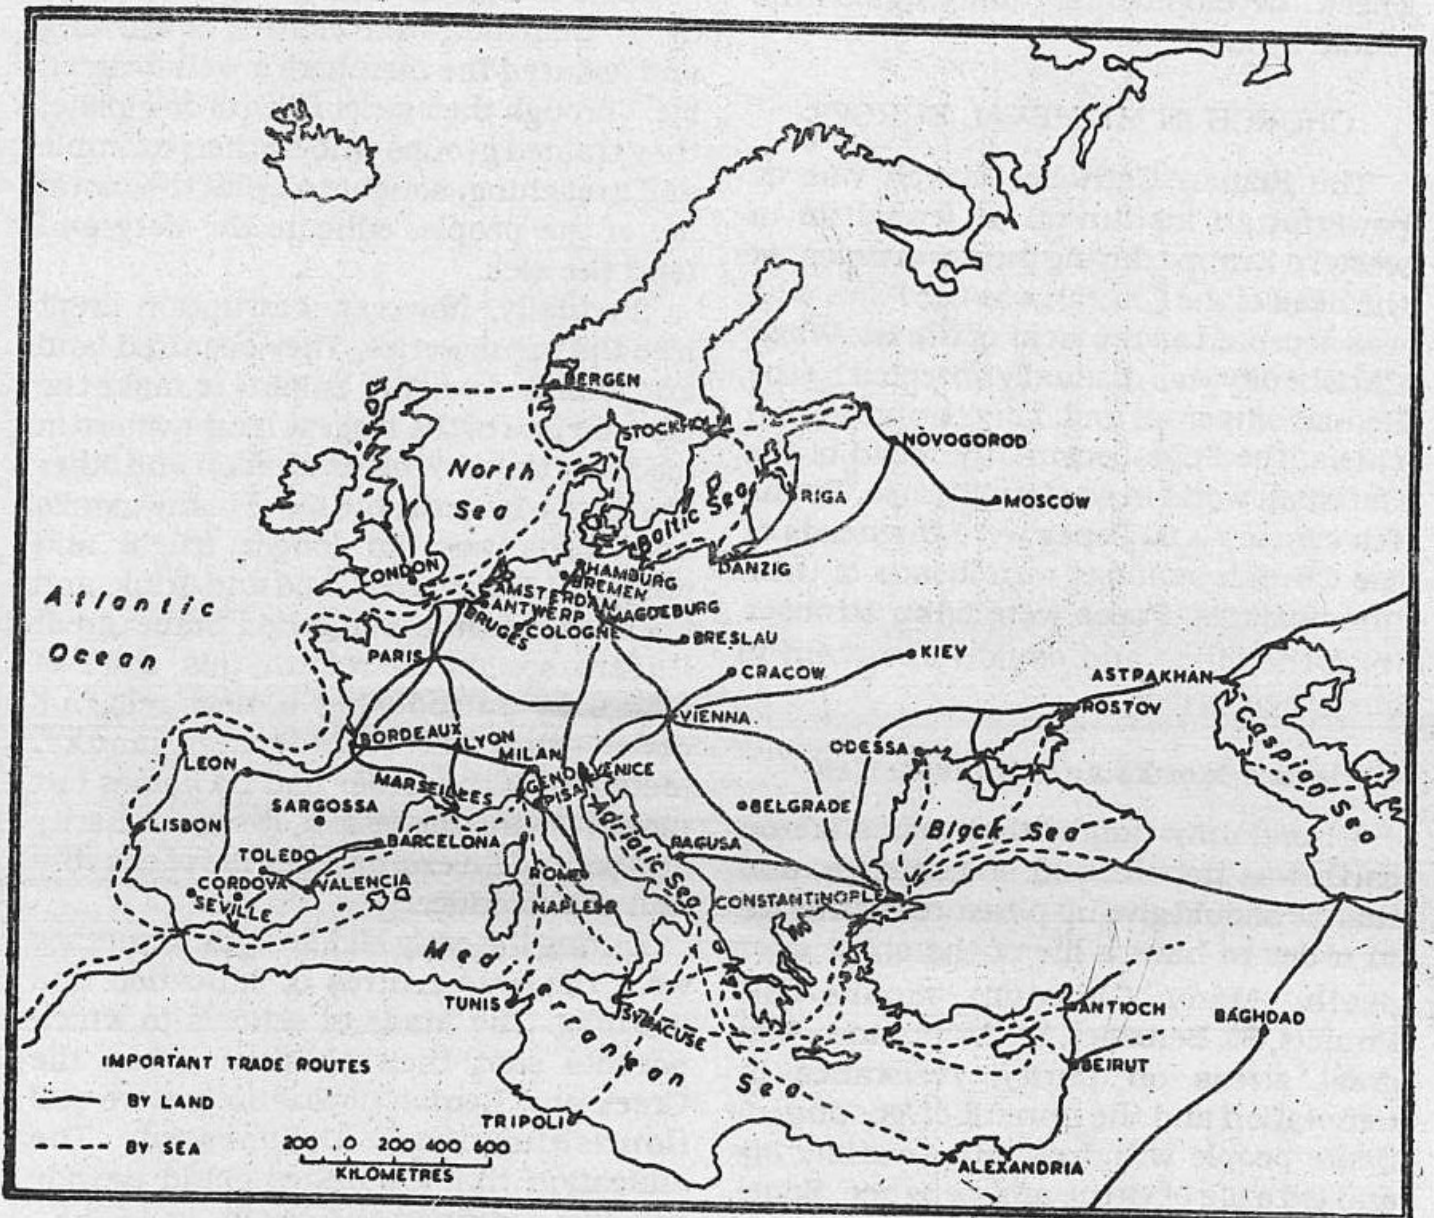 BERGEN
STOCKHOLM
NOVOGOROD
North
Sea
Baltic Sea
RIGA
MOSCOW
LONDON
HAMBURG
DANZIG
BREMEN
AMSTERDAM
ANTWERP
MAGDEBURG
BRUGES
COLOGNE
BRESLAU
Atlantic
Ocean
PARIS
CRACOW
KIEV
ASTPAKHAN
ROSTOV
VIENNA
BORDEAUX
LYON
MILAN
ODESSA
Caspian Sea
LEON
GENOA
VENICE
MARSEILLES
PISA
SARGOSSA
BELGRADE
LISBON
Adriatic Sea
Black Sea
BARCELONA
RAGUSA
TOLEDO
CORDOVA
VALENCIA
ROME
SEVILLE
NAPLES
CONSTANTINOPLE
Mediterranean Sea
TUNIS
SYRACUSE
ANTIOCH
BAGHDAD
BEIRUT
TRIPOLI
ALEXANDRIA
IMPORTANT TRADE ROUTES
BY LAND
BY SEA
200 0 200 400 600
KILOMETRES